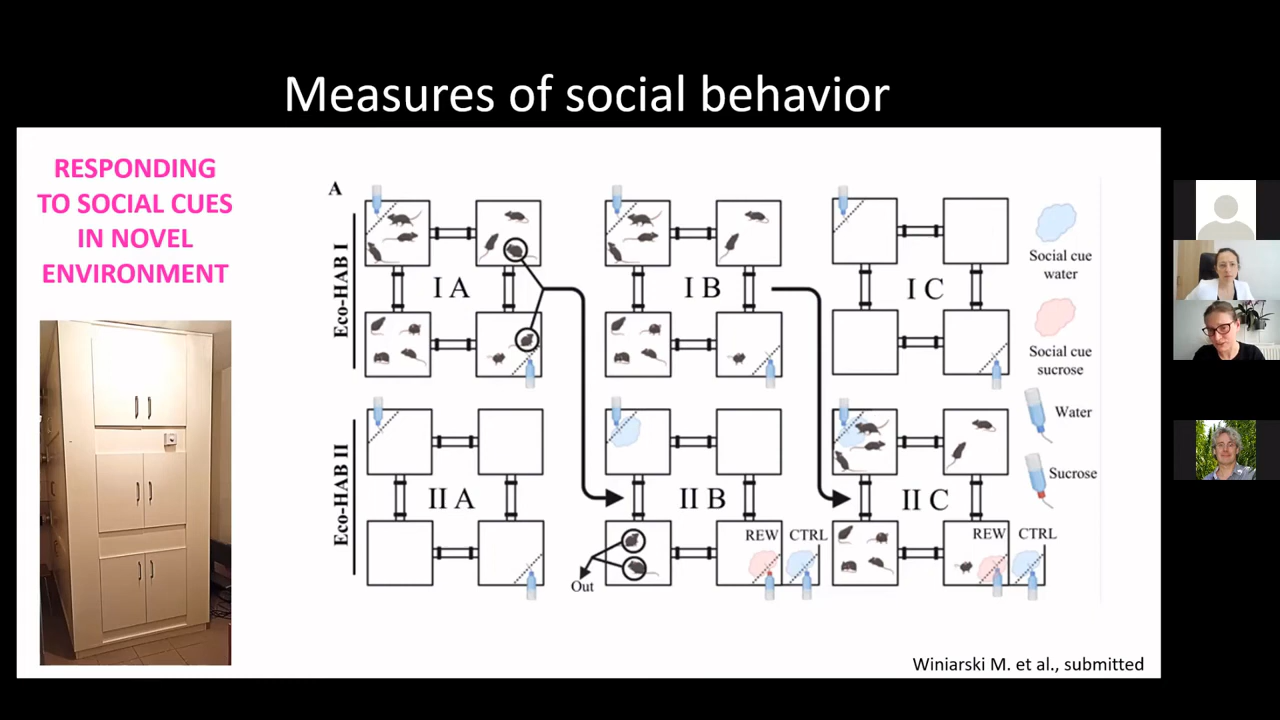 Measures of social behavior
RESPONDING
TO SOCIAL CUES
IN NOVEL
ENVIRONMENT
A
Eco-HAB I
I A
I B
I C
Eco-HAB II
II A
II B
II C
REW
CTRL
REW
CTRL
Out
Social cue
water
Social cue
sucrose
Water
Sucrose
Winiarski M. et al., submitted